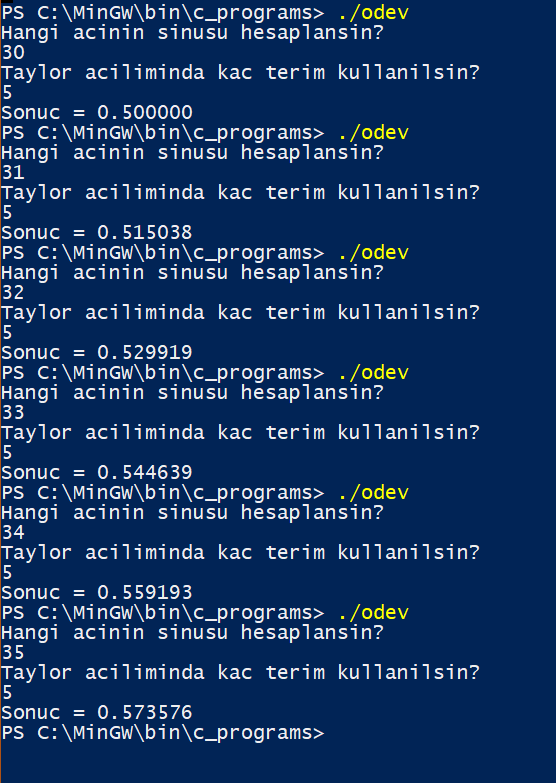 PS C:\MinGW\bin\c_programs> ./odev
Hangi acinin sinusu hesaplansin?
30
Taylor aciliminda kac terim kullanilsin?
5
Sonuc = 0.500000
PS C:\MinGW\bin\c_programs> ./odev
Hangi acinin sinusu hesaplansin?
31
Taylor aciliminda kac terim kullanilsin?
5
Sonuc = 0.515038
PS C:\MinGW\bin\c_programs> ./odev
Hangi acinin sinusu hesaplansin?
32
Taylor aciliminda kac terim kullanilsin?
5
Sonuc = 0.529919
PS C:\MinGW\bin\c_programs> ./odev
Hangi acinin sinusu hesaplansin?
33
Taylor aciliminda kac terim kullanilsin?
5
Sonuc = 0.544639
PS C:\MinGW\bin\c_programs> ./odev
Hangi acinin sinusu hesaplansin?
34
Taylor aciliminda kac terim kullanilsin?
5
Sonuc = 0.559193
PS C:\MinGW\bin\c_programs> ./odev
Hangi acinin sinusu hesaplansin?
35
Taylor aciliminda kac terim kullanilsin?
5
Sonuc = 0.573576
PS C:\MinGW\bin\c_programs>